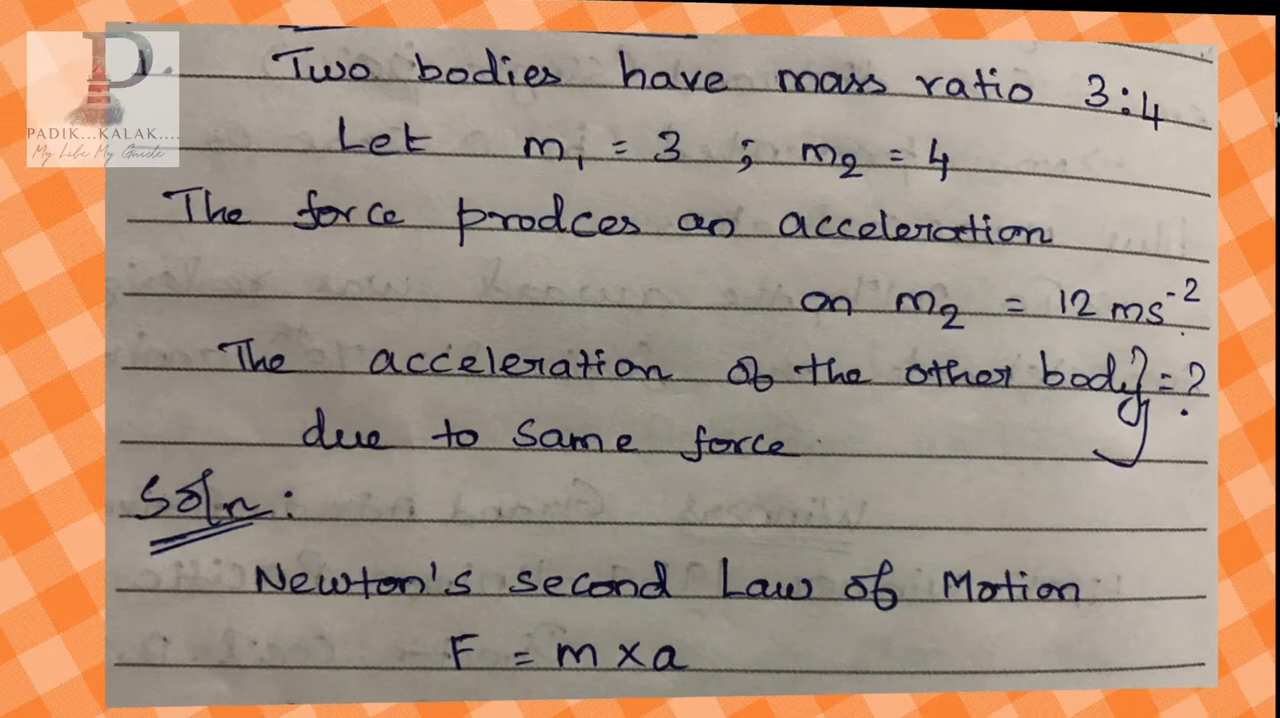 1.
Two bodies have mass ratio 3:4
Let m₁ = 3 ; m₂ = 4
The force prodces an acceleration
on m₂ = 12 ms⁻²
The acceleration of the other body = ?
due to same force
Soln:
Newton's second Law of Motion
F = m × a
P
PADIK...KALAK....
My Life My Guide